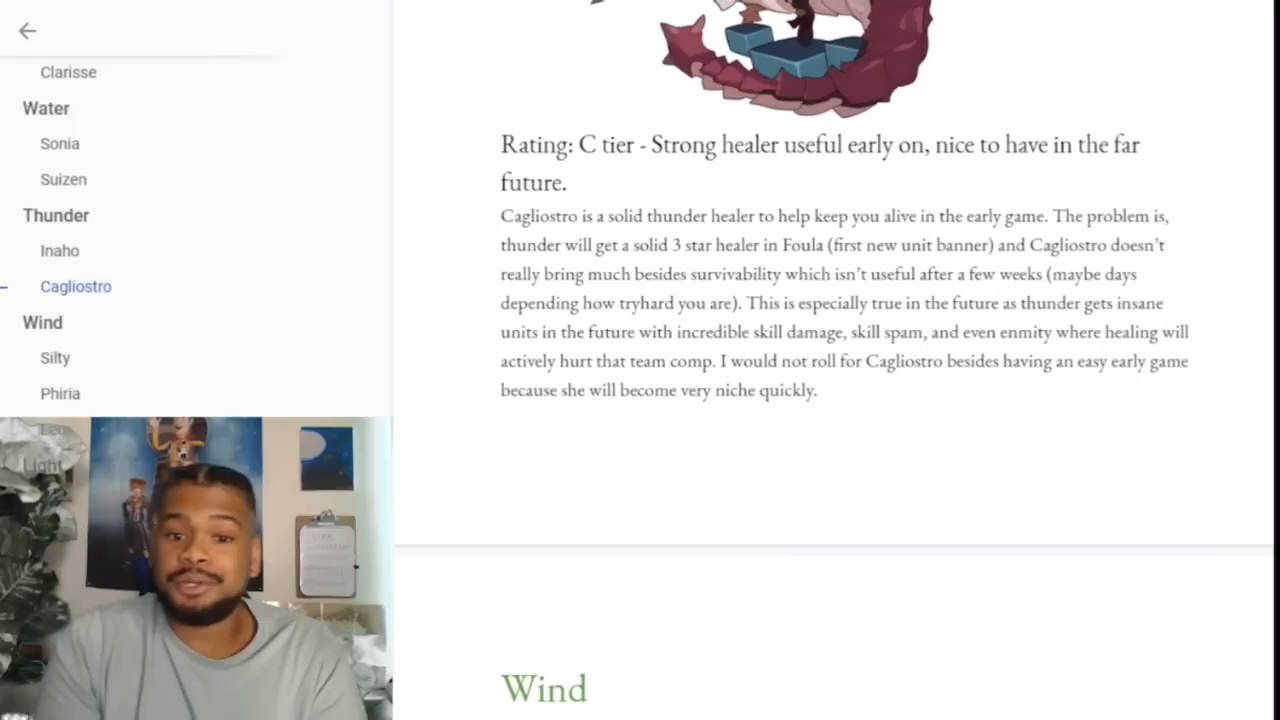 Clarisse
Water
Sonia
Suizen
Thunder
Inaho
Cagliostro
Wind
Silty
Phiria
Leo
Light
Rating: C tier - Strong healer useful early on, nice to have in the far
future.
Cagliostro is a solid thunder healer to help keep you alive in the early game. The problem is,
thunder will get a solid 3 star healer in Foula (first new unit banner) and Cagliostro doesn't
really bring much besides survivability which isn't useful after a few weeks (maybe days
depending how tryhard you are). This is especially true in the future as thunder gets insane
units in the future with incredible skill damage, skill spam, and even enmity where healing will
actively hurt that team comp. I would not roll for Cagliostro besides having an easy early game
because she will become very niche quickly.
Wind